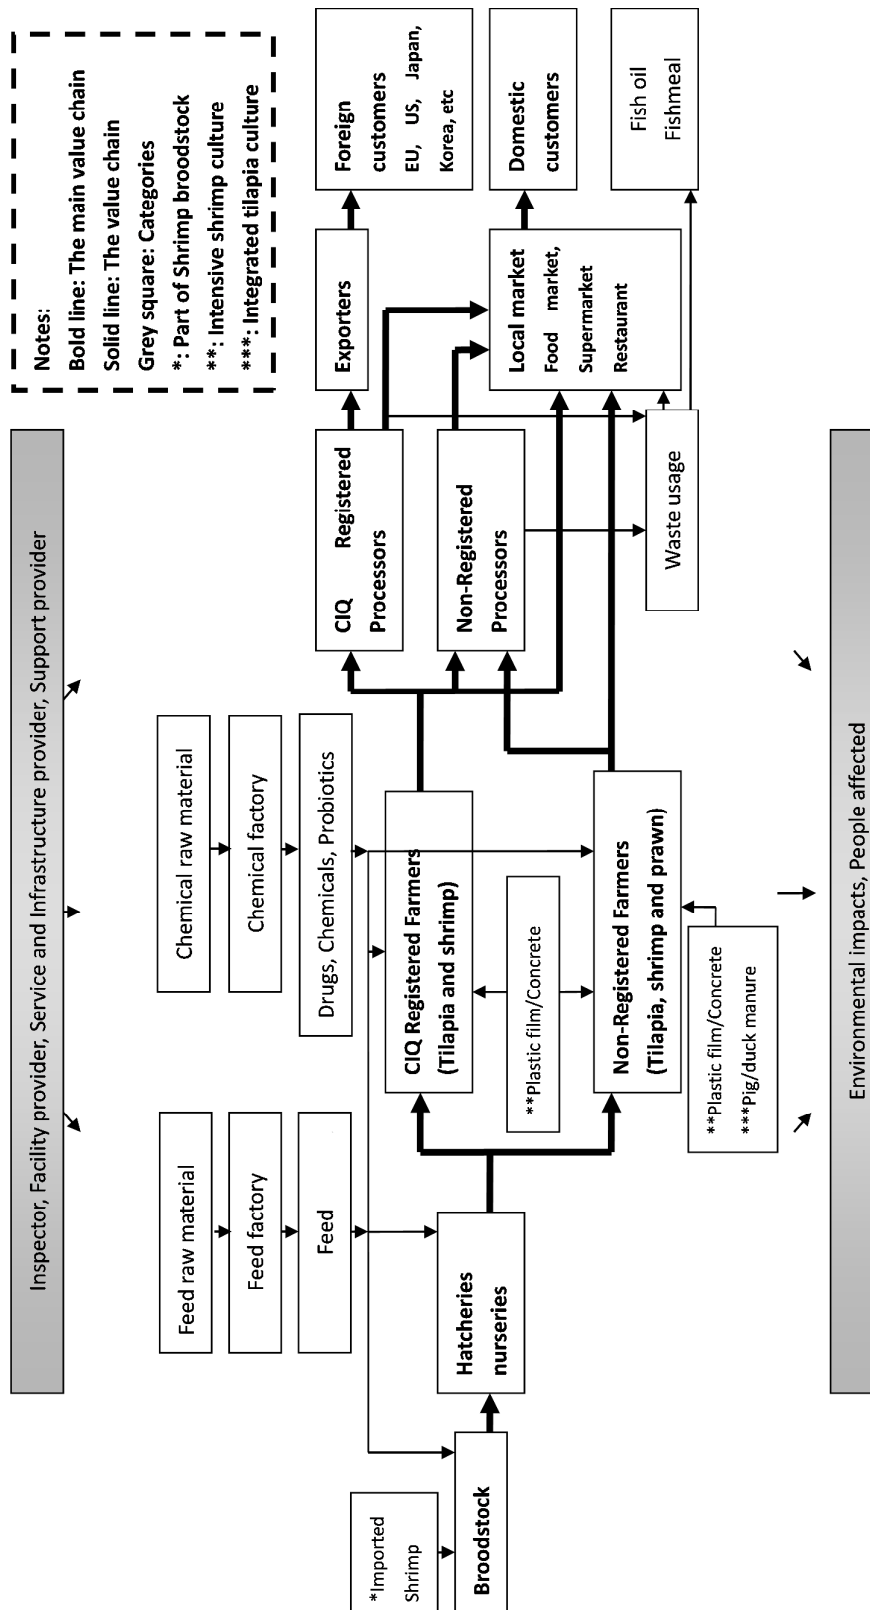 Inspector, Facility provider, Service and Infrastructure provider, Support provider
Notes:
Bold line: The main value chain
Solid line: The value chain
Grey square: Categories
*: Part of Shrimp broodstock
**: Intensive shrimp culture
***: Integrated tilapia culture
Feed raw material
Feed factory
Feed
Chemical raw material
Chemical factory
Drugs, Chemicals, Probiotics
*Imported
Shrimp
Broodstock
Hatcheries
nurseries
CIQ Registered Farmers
(Tilapia and shrimp)
**Plastic film/Concrete
Non-Registered Farmers
(Tilapia, shrimp and prawn)
**Plastic film/Concrete
***Pig/duck manure
CIQ Registered
Processors
Non-Registered
Processors
Waste usage
Exporters
Local market
Food market,
Supermarket
Restaurant
Foreign
customers
EU, US, Japan,
Korea, etc
Domestic
customers
Fish oil
Fishmeal
Environmental impacts, People affected